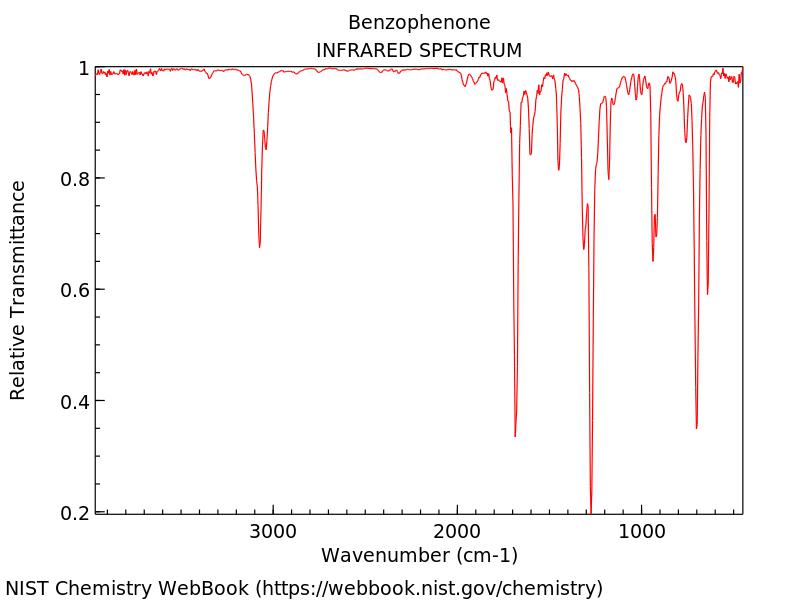 Benzophenone
INFRARED SPECTRUM
1
0.8
0.6
0.4
0.2
Relative Transmittance
3000 2000 1000
Wavenumber (cm-1)
NIST Chemistry WebBook (https://webbook.nist.gov/chemistry)